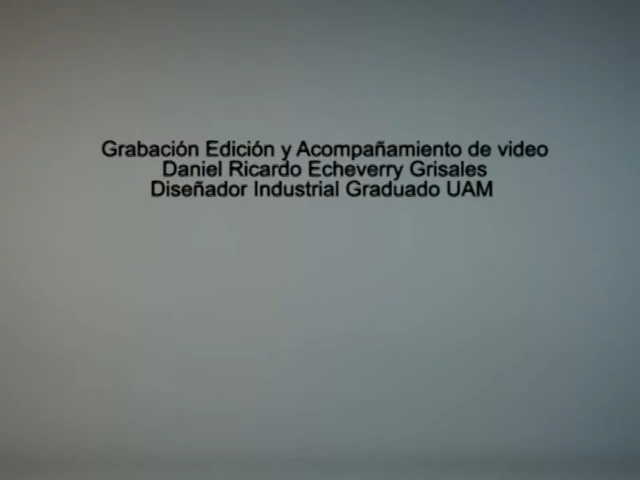 Grabación Edición y Acompañamiento de video
Daniel Ricardo Echeverry Grisales
Diseñador Industrial Graduado UAM